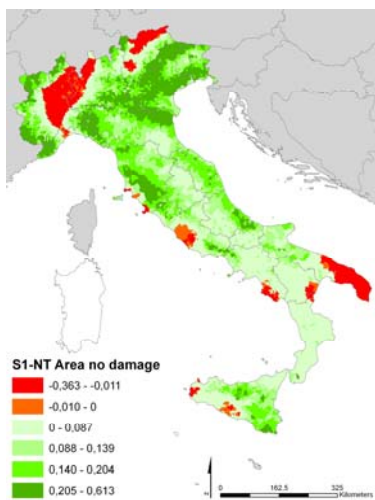 S1-NT Area no damage
-0,363 - -0,011
-0,010 - 0
0 - 0,087
0,088 - 0,139
0,140 - 0,204
0,205 - 0,613
0 162,5 325
Kilometers